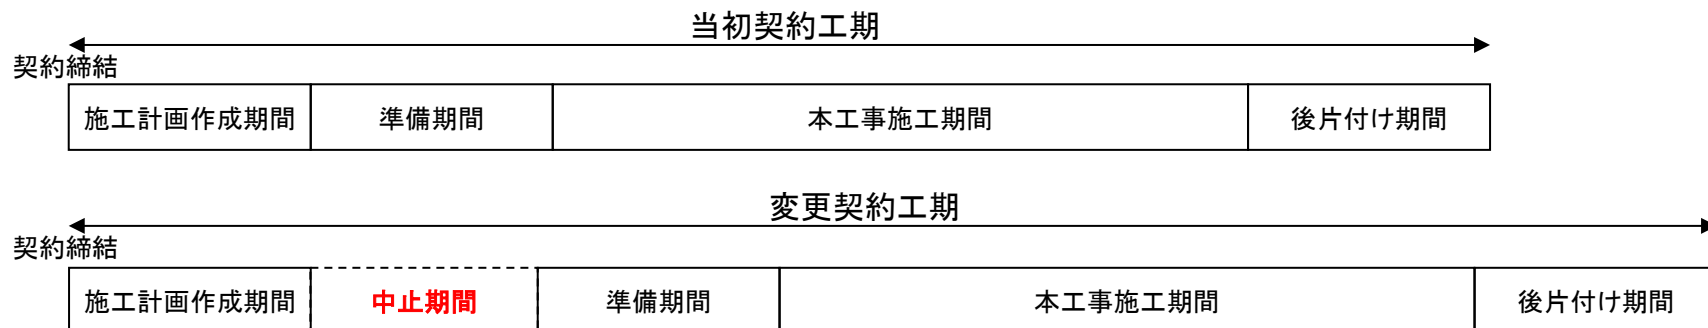 当初契約工期
契約締結
施工計画作成期間 準備期間 本工事施工期間 後片付け期間
変更契約工期
契約締結
施工計画作成期間 中止期間 準備期間 本工事施工期間 後片付け期間